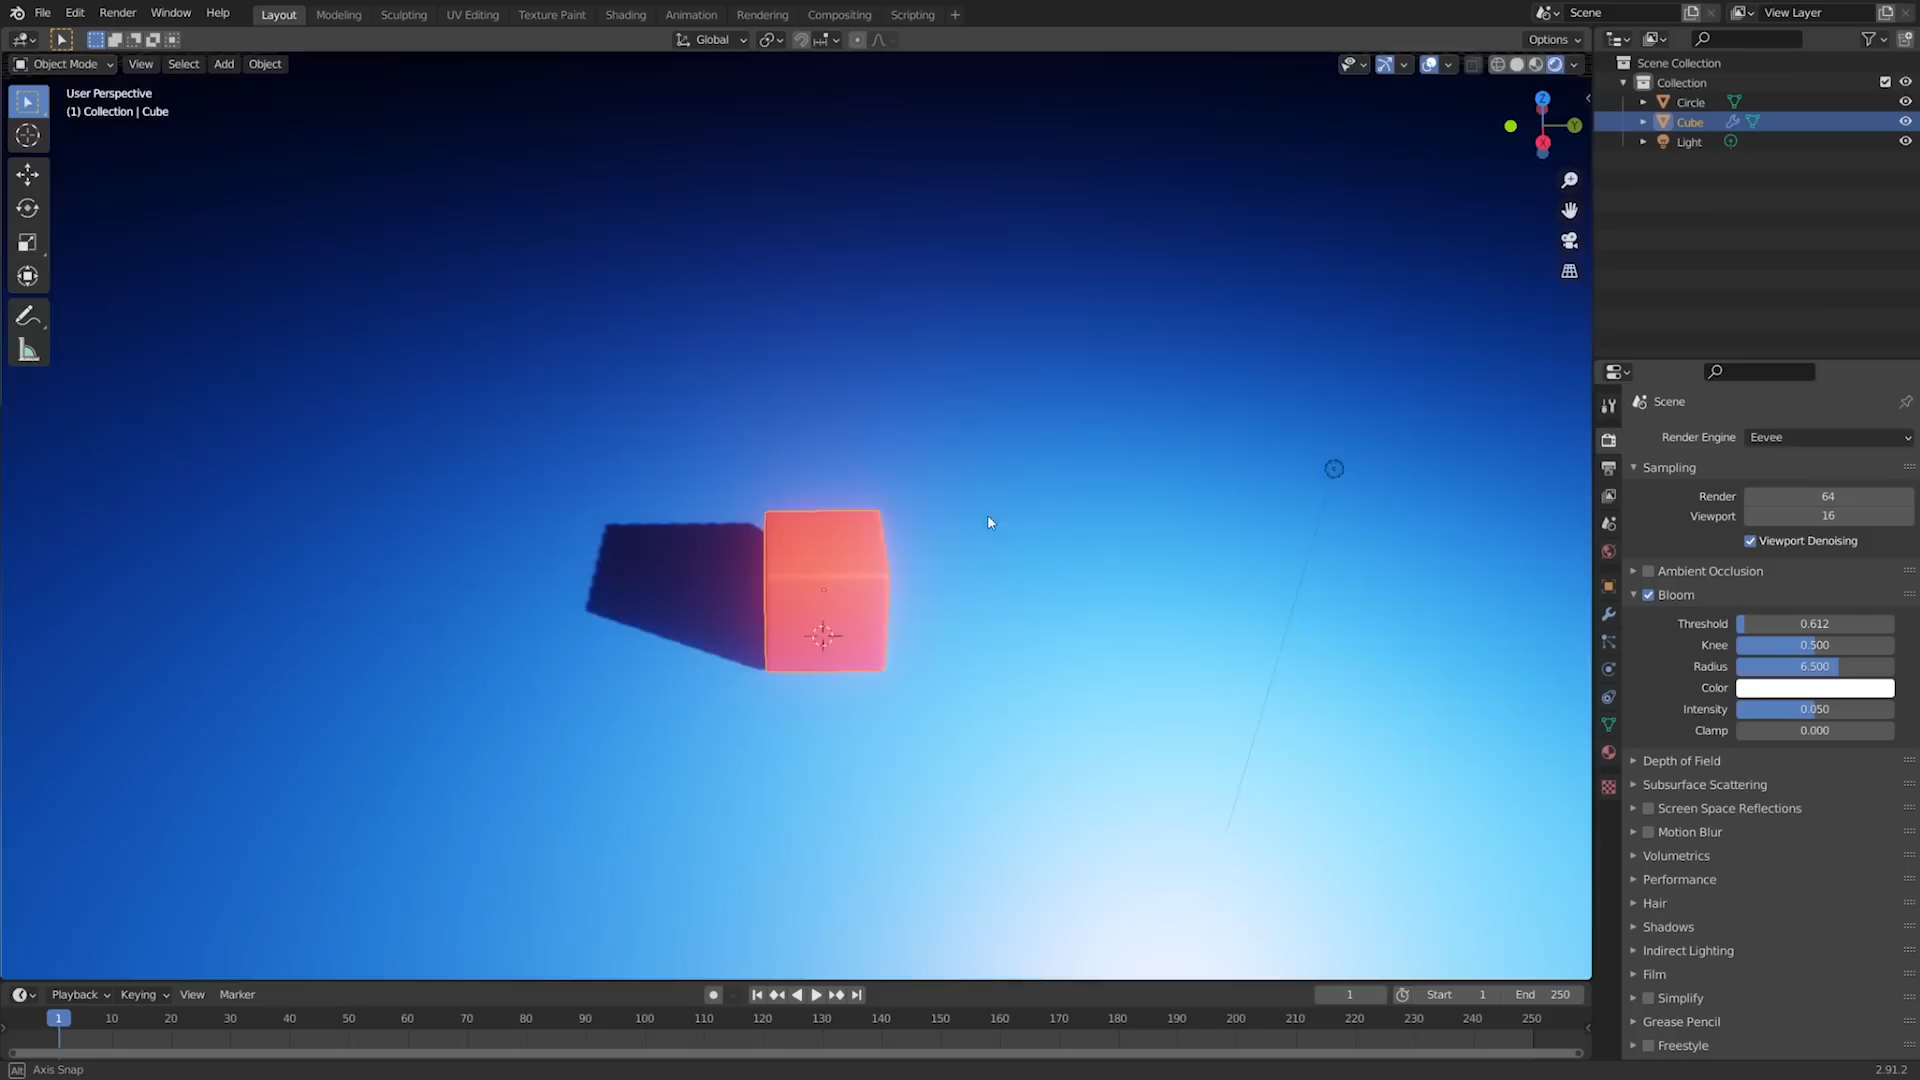 File Edit Render Window Help Layout Modeling Sculpting UV Editing Texture Paint Shading Animation Rendering Compositing Scripting + Scene View Layer
Global Options
Object Mode View Select Add Object
User Perspective
(1) Collection | Cube
Z
Y
X
Scene Collection
Collection
Circle
Cube
Light
Scene
Render Engine Eevee
Sampling
Render 64
Viewport 16
Viewport Denoising
Ambient Occlusion
Bloom
Threshold 0.612
Knee 0.500
Radius 6.500
Color
Intensity 0.050
Clamp 0.000
Depth of Field
Subsurface Scattering
Screen Space Reflections
Motion Blur
Volumetrics
Performance
Hair
Shadows
Indirect Lighting
Film
Simplify
Grease Pencil
Freestyle
Playback Keying View Marker 1 Start 1 End 250
1 10 20 30 40 50 60 70 80 90 100 110 120 130 140 150 160 170 180 190 200 210 220 230 240 250
Alt Axis Snap 2.91.2